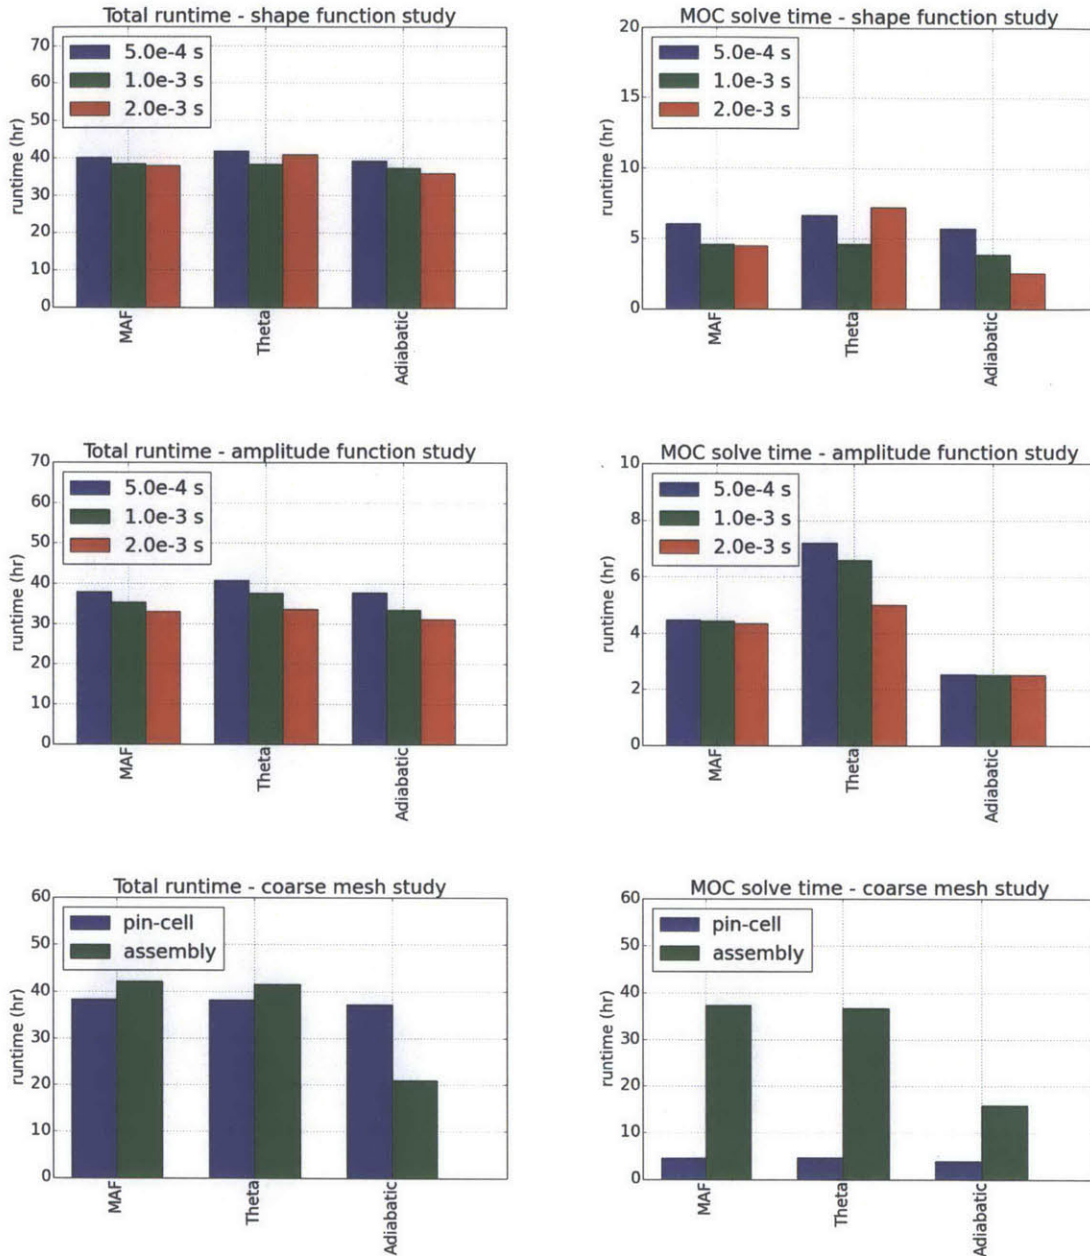 Total runtime - shape function study
75
70
60
50
40
30
20
10
0
runtime (hr)
5.0e-4 s
1.0e-3 s
2.0e-3 s
MAF
Theta
Adiabatic
MOC solve time - shape function study
20
15
10
5
0
runtime (hr)
5.0e-4 s
1.0e-3 s
2.0e-3 s
MAF
Theta
Adiabatic
Total runtime - amplitude function study
70
60
50
40
30
20
10
0
runtime (hr)
5.0e-4 s
1.0e-3 s
2.0e-3 s
MAF
Theta
Adiabatic
MOC solve time - amplitude function study
10
8
6
4
2
0
runtime (hr)
5.0e-4 s
1.0e-3 s
2.0e-3 s
MAF
Theta
Adiabatic
Total runtime - coarse mesh study
60
50
40
30
20
10
0
runtime (hr)
pin-cell
assembly
MAF
Theta
Adiabatic
MOC solve time - coarse mesh study
60
50
40
30
20
10
0
runtime (hr)
pin-cell
assembly
MAF
Theta
Adiabatic